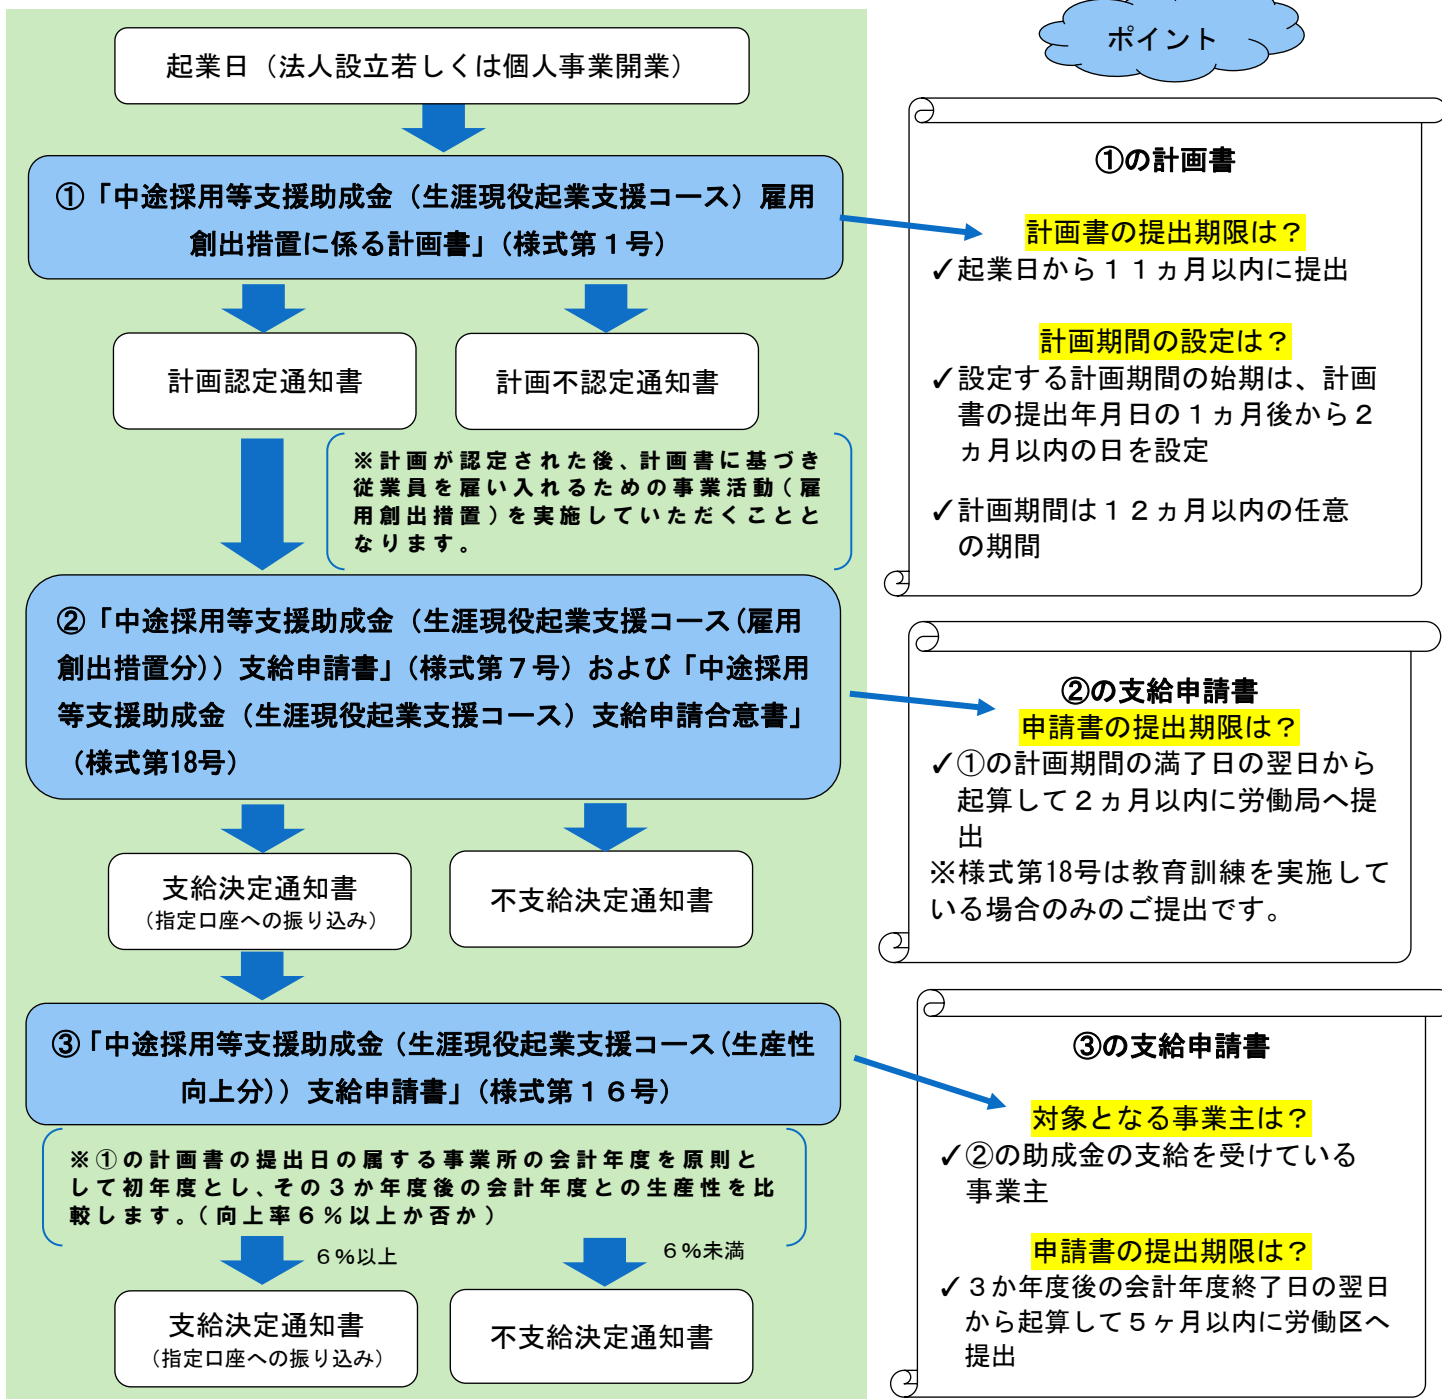 起業日（法人設立若しくは個人事業開業）
①「中途採用等支援助成金（生涯現役起業支援コース）雇用
創出措置に係る計画書」（様式第１号）
計画認定通知書
計画不認定通知書
※計画が認定された後、計画書に基づき
従業員を雇い入れるための事業活動（雇
用創出措置）を実施していただくことと
なります。
②「中途採用等支援助成金（生涯現役起業支援コース（雇用
創出措置分））支給申請書」（様式第７号）および「中途採用
等支援助成金（生涯現役起業支援コース）支給申請合意書」
（様式第18号）
支給決定通知書
（指定口座への振り込み）
不支給決定通知書
③「中途採用等支援助成金（生涯現役起業支援コース（生産性
向上分））支給申請書」（様式第１６号）
※①の計画書の提出日の属する事業所の会計年度を原則と
して初年度とし、その３か年度後の会計年度との生産性を比
較します。（向上率６％以上か否か）
６％以上
６％未満
支給決定通知書
（指定口座への振り込み）
不支給決定通知書
ポイント
①の計画書
計画書の提出期限は？
✓起業日から１１ヵ月以内に提出
計画期間の設定は？
✓設定する計画期間の始期は、計画
書の提出年月日の１ヵ月後から２
ヵ月以内の日を設定
✓計画期間は１２ヵ月以内の任意
の期間
②の支給申請書
申請書の提出期限は？
✓①の計画期間の満了日の翌日から
起算して２ヵ月以内に労働局へ提
出
※様式第18号は教育訓練を実施して
いる場合のみのご提出です。
③の支給申請書
対象となる事業主は？
✓②の助成金の支給を受けている
事業主
申請書の提出期限は？
✓３か年度後の会計年度終了日の翌日
から起算して５ヶ月以内に労働区へ
提出